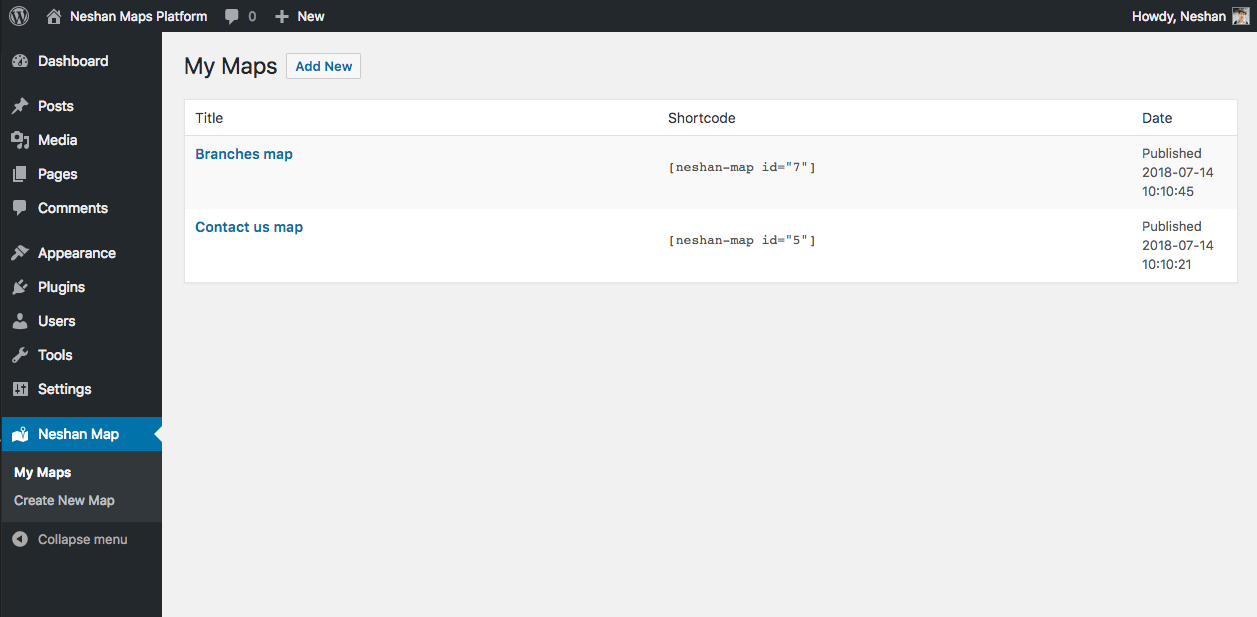 Neshan Maps Platform 0 New Howdy, Neshan
Dashboard
Posts
Media
Pages
Comments
Appearance
Plugins
Users
Tools
Settings
Neshan Map
My Maps
Create New Map
Collapse menu
My Maps Add New
Title Shortcode Date
Branches map [neshan-map id="7"] Published
2018-07-14
10:10:45
Contact us map [neshan-map id="5"] Published
2018-07-14
10:10:21